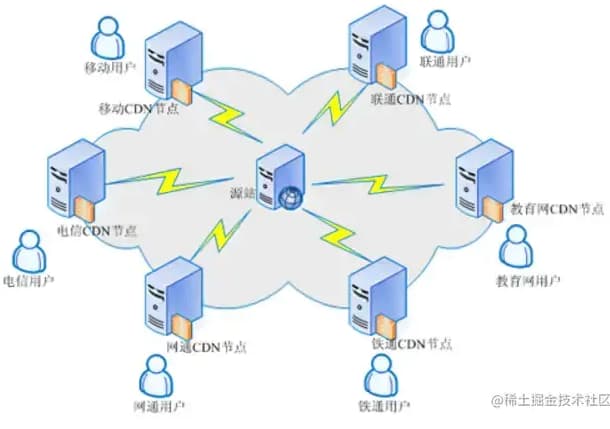 移动用户
联通用户
移动CDN节点
联通CDN节点
源站
电信CDN节点
教育网CDN节点
电信用户
教育网用户
网通CDN节点
铁通CDN节点
网通用户
铁通用户
@稀土掘金技术社区